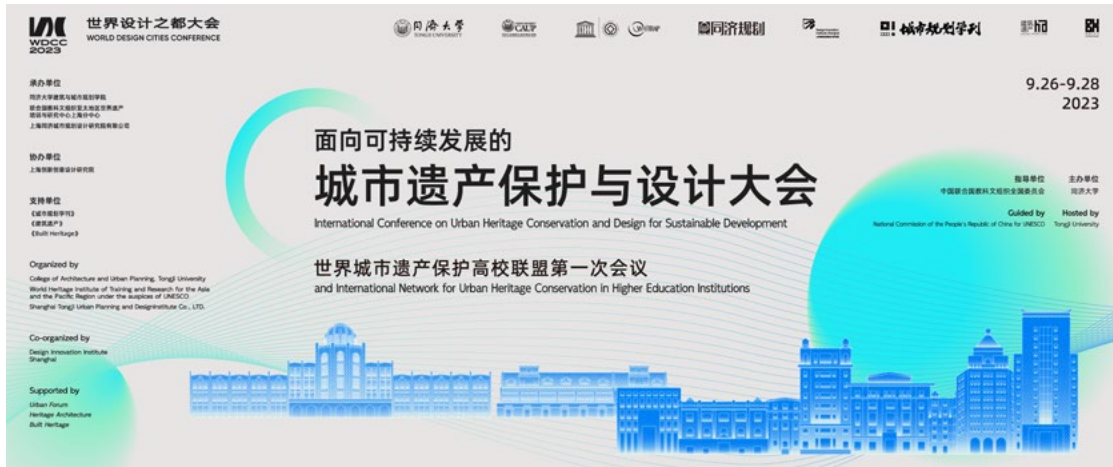 WDCC
2023
世界设计之都大会
WORLD DESIGN CITIES CONFERENCE
同济大学
TONGJI UNIVERSITY
CAUP
同济规划
城市规划学刊
9.26-9.28
2023
承办单位
同济大学建筑与城市规划学院
联合国教科文组织亚太地区世界遗产
培训与研究中心上海分中心
上海同济城市规划设计研究院有限公司
协办单位
上海创新创意设计研究院
支持单位
《城市规划学刊》
《建筑遗产》
《Built Heritage》
Organized by
College of Architecture and Urban Planning, Tongji University
World Heritage Institute of Training and Research for the Asia
and the Pacific Region under the auspices of UNESCO
Shanghai Tongji Urban Planning and DesignInstitute Co., LTD.
Co-organized by
Design Innovation Institute
Shanghai
Supported by
Urban Forum
Heritage Architecture
Built Heritage
面向可持续发展的
城市遗产保护与设计大会
International Conference on Urban Heritage Conservation and Design for Sustainable Development
世界城市遗产保护高校联盟第一次会议
and International Network for Urban Heritage Conservation in Higher Education Institutions
指导单位
中国联合国教科文组织全国委员会
Guided by
National Commission of the People's Republic of China for UNESCO
主办单位
同济大学
Hosted by
Tongji University